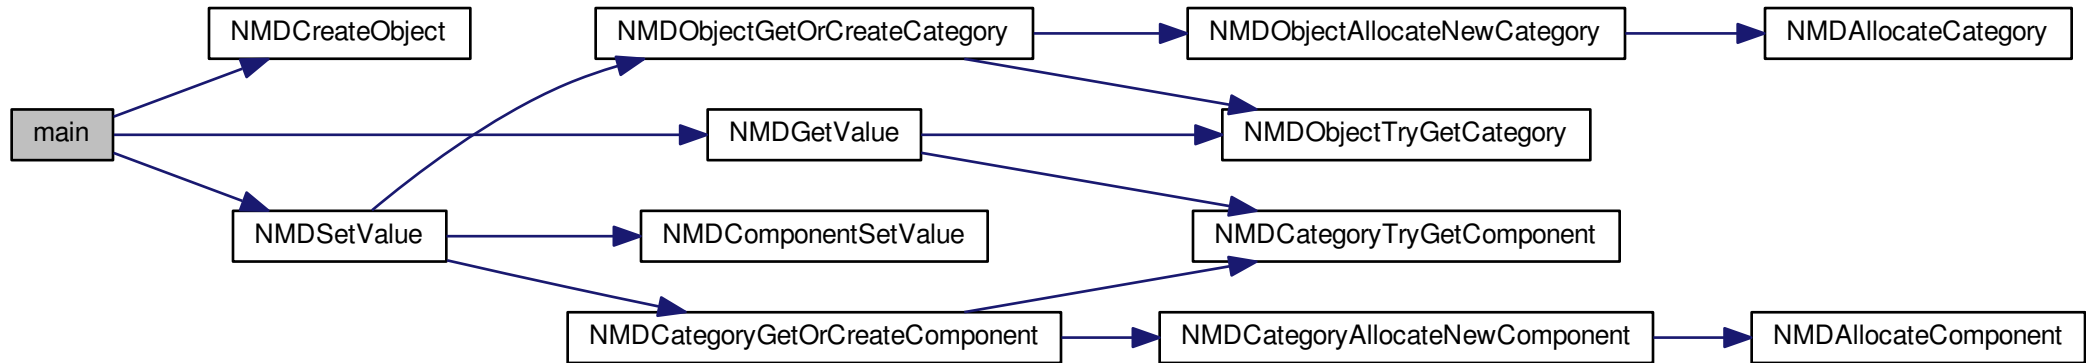 NMDCreateObject
NMDObjectGetOrCreateCategory
NMDObjectAllocateNewCategory
NMDAllocateCategory
main
NMDGetValue
NMDObjectTryGetCategory
NMDSetValue
NMDComponentSetValue
NMDCategoryTryGetComponent
NMDCategoryGetOrCreateComponent
NMDCategoryAllocateNewComponent
NMDAllocateComponent